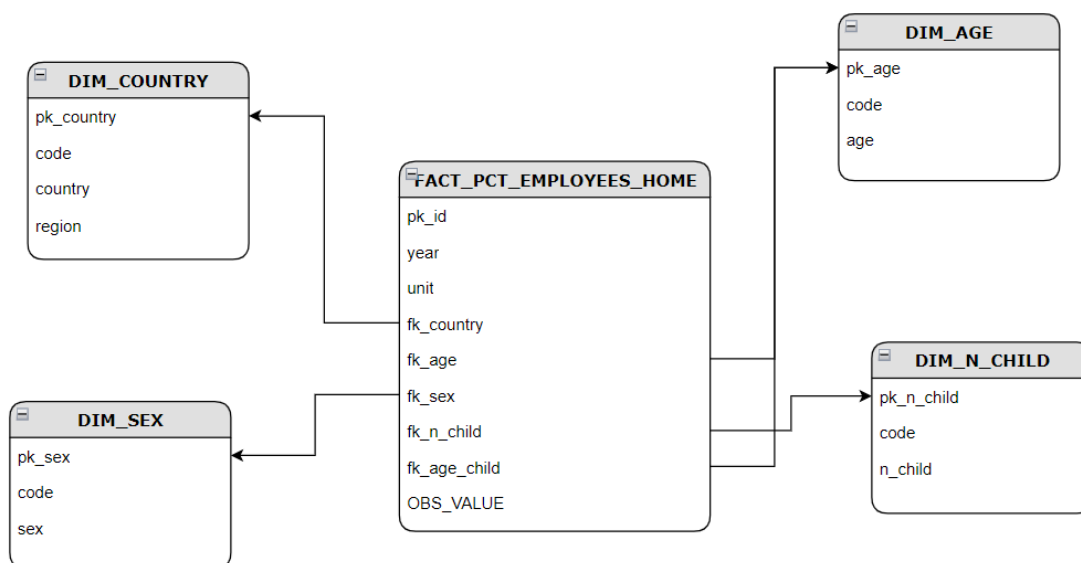 DIM_COUNTRY
pk_country
code
country
region
DIM_SEX
pk_sex
code
sex
FACT_PCT_EMPLOYEES_HOME
pk_id
year
unit
fk_country
fk_age
fk_sex
fk_n_child
fk_age_child
OBS_VALUE
DIM_AGE
pk_age
code
age
DIM_N_CHILD
pk_n_child
code
n_child